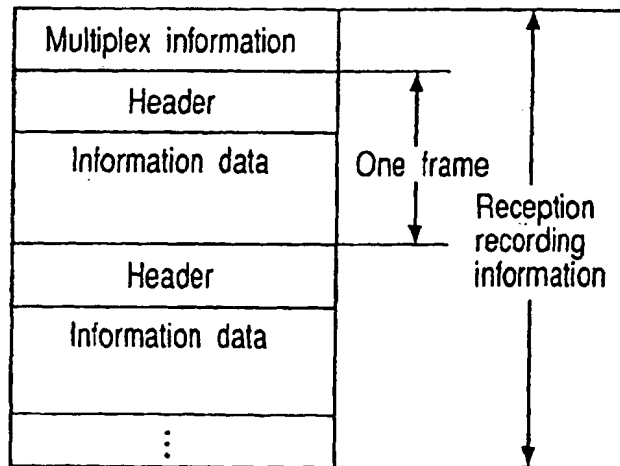 Multiplex information
Header
Information data
One frame
Reception
recording
information
Header
Information data
⋮